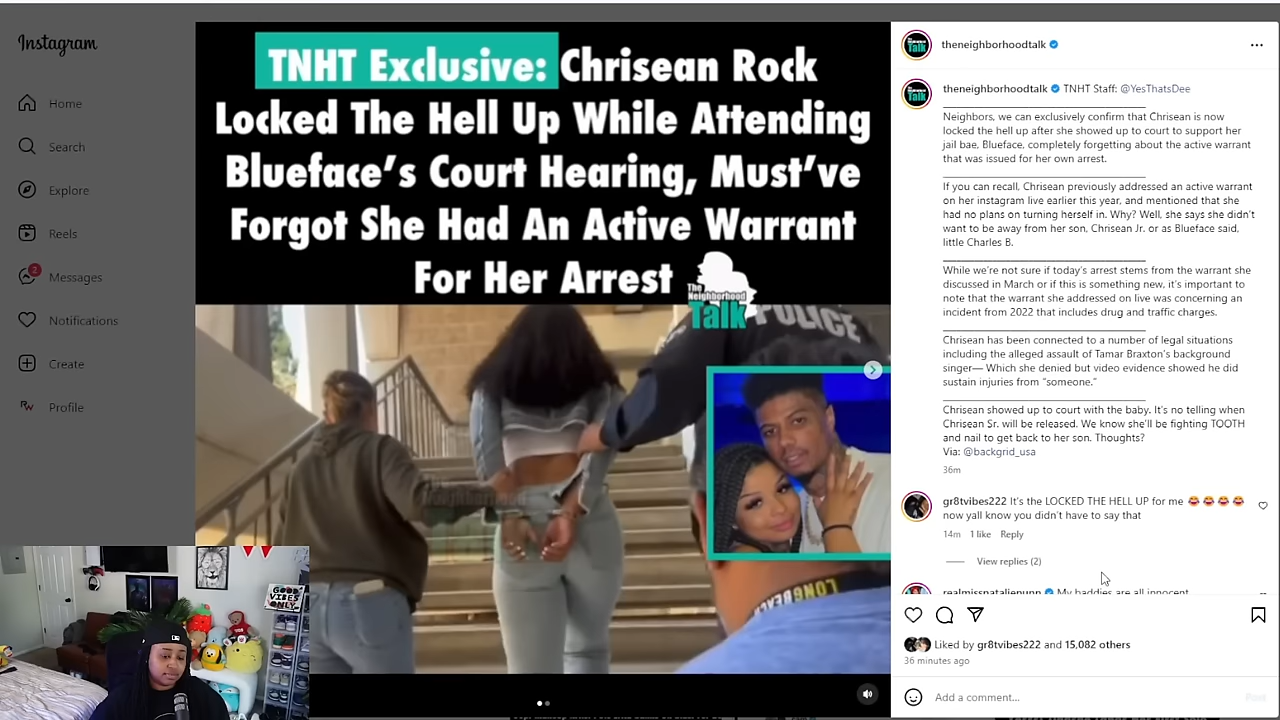 Instagram
Home
Search
Explore
Reels
2
Messages
Notifications
Create
Profile
TNHT Exclusive: Chrisean Rock
Locked The Hell Up While Attending
Blueface's Court Hearing, Must've
Forgot She Had An Active Warrant
For Her Arrest
The
Neighborhood
Talk
POLICE
LONG BEACH
GOOD
VIBES
ONLY
theneighborhoodtalk
theneighborhoodtalk TNHT Staff: @YesThatsDee
Neighbors, we can exclusively confirm that Chrisean is now
locked the hell up after she showed up to court to support her
jail bae, Blueface, completely forgetting about the active warrant
that was issued for her own arrest.
If you can recall, Chrisean previously addressed an active warrant
on her instagram live earlier this year, and mentioned that she
had no plans on turning herself in. Why? Well, she says she didn't
want to be away from her son, Chrisean Jr. or as Blueface said,
little Charles B.
While we're not sure if today's arrest stems from the warrant she
discussed in March or if this is something new, it's important to
note that the warrant she addressed on live was concerning an
incident from 2022 that includes drug and traffic charges.
Chrisean has been connected to a number of legal situations
including the alleged assault of Tamar Braxton's background
singer— Which she denied but video evidence showed he did
sustain injuries from "someone."
Chrisean showed up to court with the baby. It's no telling when
Chrisean Sr. will be released. We know she'll be fighting TOOTH
and nail to get back to her son. Thoughts?
Via: @backgrid_usa
36m
gr8tvibes222 It's the LOCKED THE HELL UP for me 😂😂😂😂
now yall know you didn't have to say that
14m 1 like Reply
View replies (2)
realmissnatalienunn My baddies are all innocent
Liked by gr8tvibes222 and 15,082 others
36 minutes ago
Add a comment...
Post